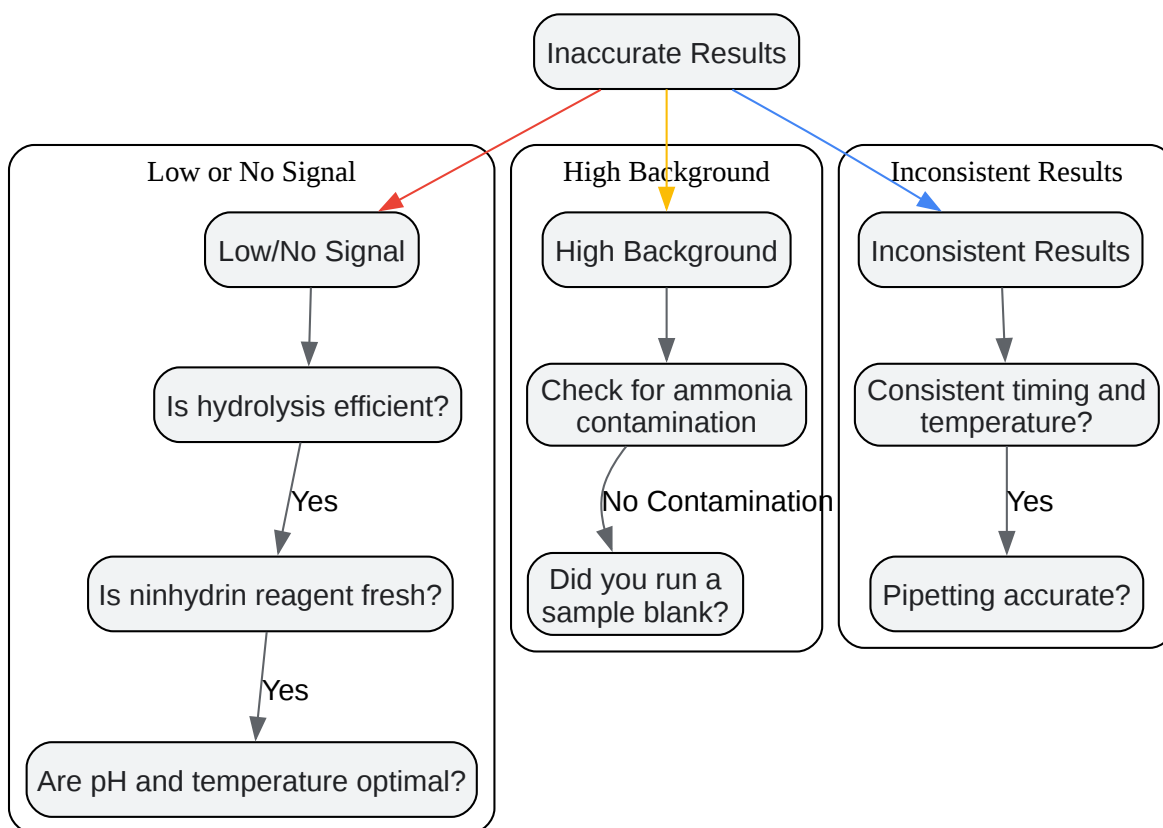 Inaccurate Results
Low or No Signal
Low/No Signal
Is hydrolysis efficient?
Yes
Is ninhydrin reagent fresh?
Yes
Are pH and temperature optimal?
High Background
High Background
Check for ammonia
contamination
No Contamination
Did you run a
sample blank?
Inconsistent Results
Inconsistent Results
Consistent timing and
temperature?
Yes
Pipetting accurate?